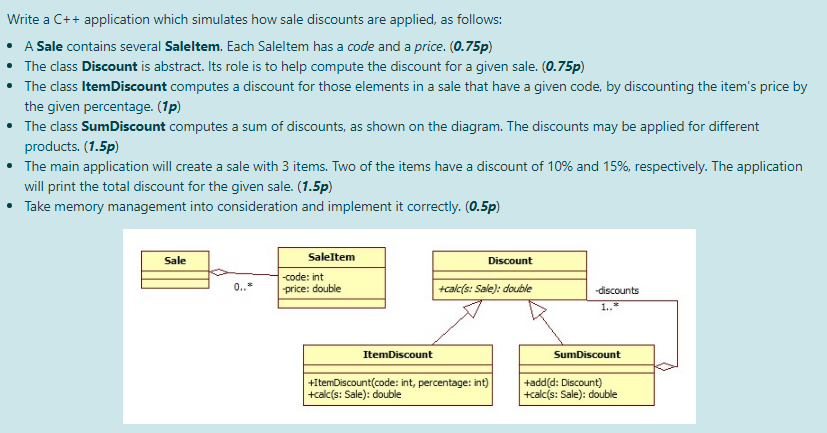 Write a C++ application which simulates how sale discounts are applied, as follows:
• A Sale contains several SaleItem. Each SaleItem has a code and a price. (0.75p)
• The class Discount is abstract. Its role is to help compute the discount for a given sale. (0.75p)
• The class ItemDiscount computes a discount for those elements in a sale that have a given code, by discounting the item's price by
the given percentage. (1p)
• The class SumDiscount computes a sum of discounts, as shown on the diagram. The discounts may be applied for different
products. (1.5p)
• The main application will create a sale with 3 items. Two of the items have a discount of 10% and 15%, respectively. The application
will print the total discount for the given sale. (1.5p)
• Take memory management into consideration and implement it correctly. (0.5p)
Sale
0..*
SaleItem
-code: int
-price: double
Discount
+calc(s: Sale): double
-discounts
1..*
ItemDiscount
+ItemDiscount(code: int, percentage: int)
+calc(s: Sale): double
SumDiscount
+add(d: Discount)
+calc(s: Sale): double